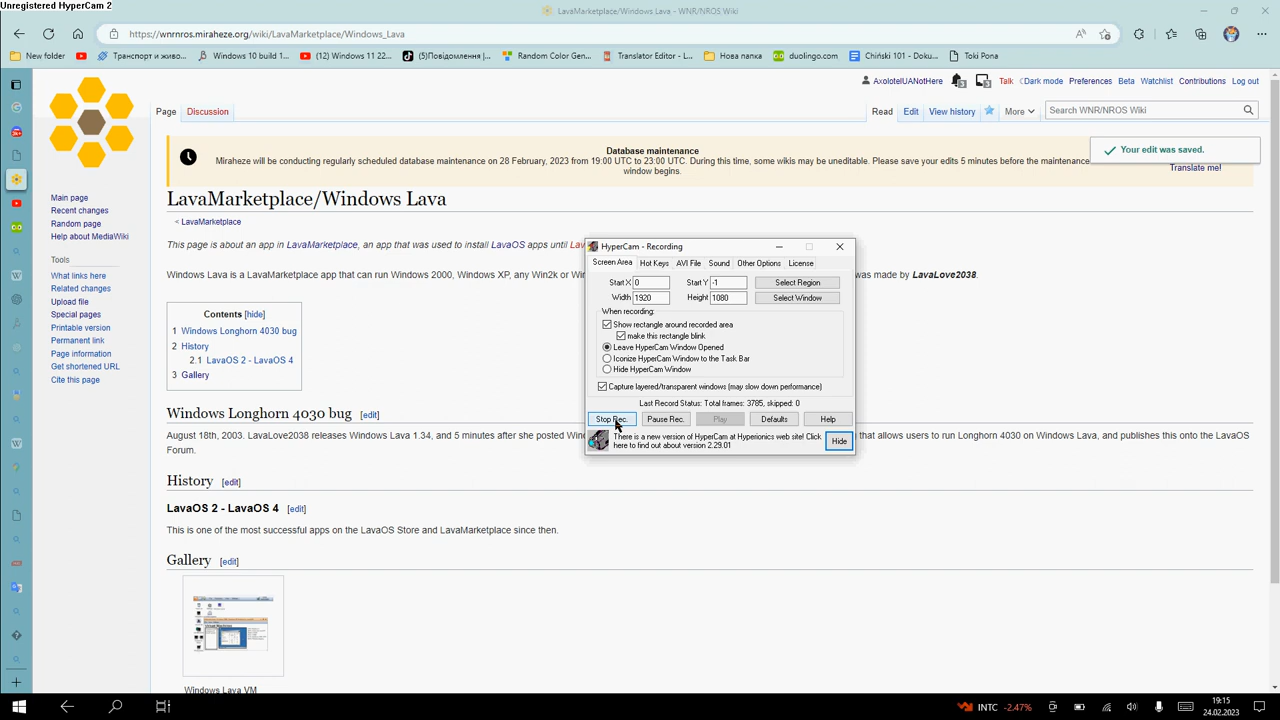 Unregistered HyperCam 2
LavaMarketplace/Windows Lava - WNR/NROS Wiki
https://wnrnros.miraheze.org/wiki/LavaMarketplace/Windows_Lava
New folder
Транспорт и живо...
Windows 10 build 1...
(12) Windows 11 22...
(5)Повідомлення |...
Random Color Gen...
Translator Editor - L...
Нова папка
duolingo.com
Chiński 101 - Doku...
Toki Pona
AxolotelUANotHere
3
3
Talk
Dark mode
Preferences
Beta
Watchlist
Contributions
Log out
Page
Discussion
Read
Edit
View history
More
Search WNR/NROS Wiki
Database maintenance
Miraheze will be conducting regularly scheduled database maintenance on 28 February, 2023 from 19:00 UTC to 23:00 UTC. During this time, some wikis may be uneditable. Please save your edits 5 minutes before the maintenance
window begins.
Your edit was saved.
Translate me!
Main page
Recent changes
Random page
Help about MediaWiki
Tools
What links here
Related changes
Upload file
Special pages
Printable version
Permanent link
Page information
Get shortened URL
Cite this page
LavaMarketplace/Windows Lava
< LavaMarketplace
This page is about an app in LavaMarketplace, an app that was used to install LavaOS apps until
Windows Lava is a LavaMarketplace app that can run Windows 2000, Windows XP, any Win2k or
was made by LavaLove2038.
Contents [hide]
1 Windows Longhorn 4030 bug
2 History
2.1 LavaOS 2 - LavaOS 4
3 Gallery
Windows Longhorn 4030 bug [edit]
August 18th, 2003. LavaLove2038 releases Windows Lava 1.34, and 5 minutes after she posted
that allows users to run Longhorn 4030 on Windows Lava, and publishes this onto the LavaOS
Forum.
History [edit]
LavaOS 2 - LavaOS 4 [edit]
This is one of the most successful apps on the LavaOS Store and LavaMarketplace since then.
Gallery [edit]
Windows Lava VM
HyperCam - Recording
Screen Area
Hot Keys
AVI File
Sound
Other Options
License
Start X 0
Start Y -1
Select Region
Width 1920
Height 1080
Select Window
When recording:
Show rectangle around recorded area
make this rectangle blink
Leave HyperCam Window Opened
Iconize HyperCam Window to the Task Bar
Hide HyperCam Window
Capture layered/transparent windows (may slow down performance)
Last Record Status: Total frames: 3785, skipped: 0
Stop Rec.
Pause Rec.
Play
Defaults
Help
There is a new version of HyperCam at Hyperionics web site! Click
here to find out about version 2.29.01
Hide
INTC -2.47%
19:15
24.02.2023